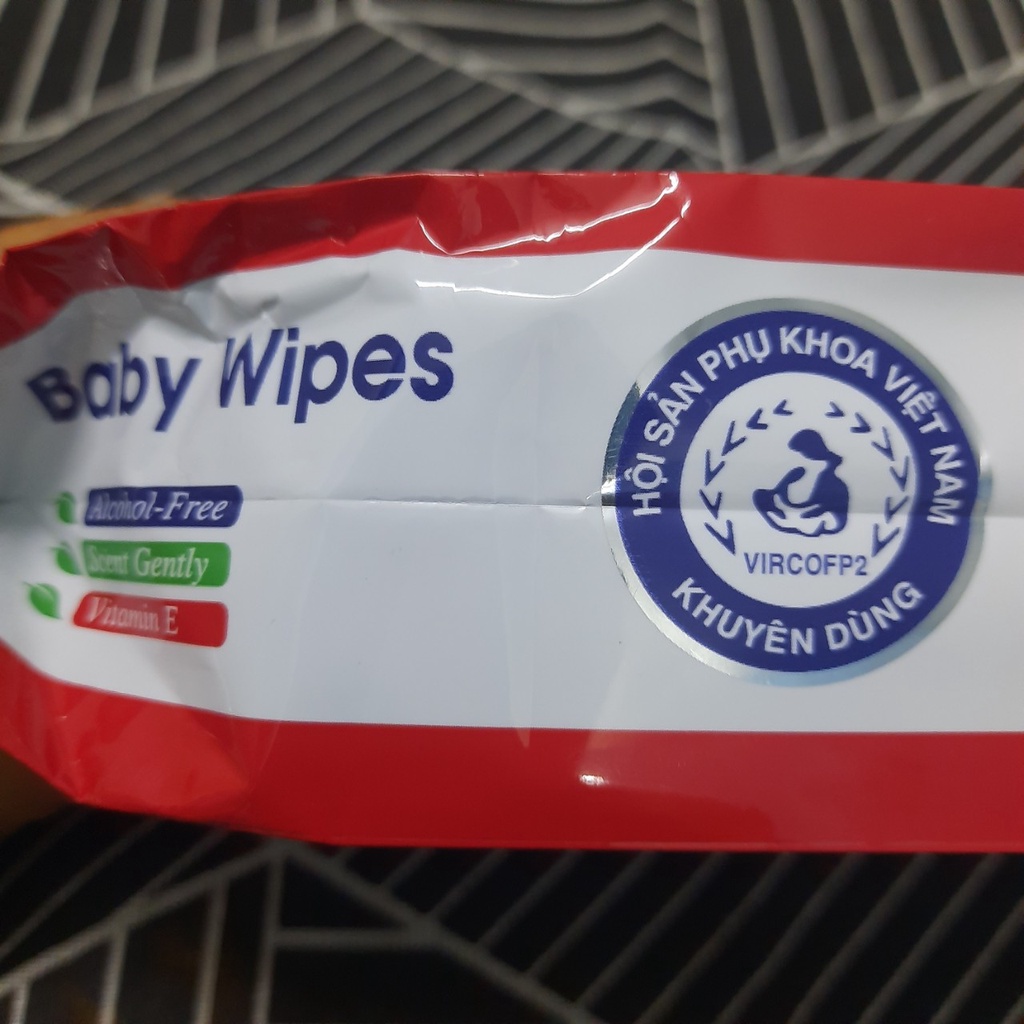 Baby Wipes
Alcohol-Free
Scent Gently
Vitamin E
HỘI SẢN PHỤ KHOA VIỆT NAM
VIRCOFP2
KHUYÊN DÙNG